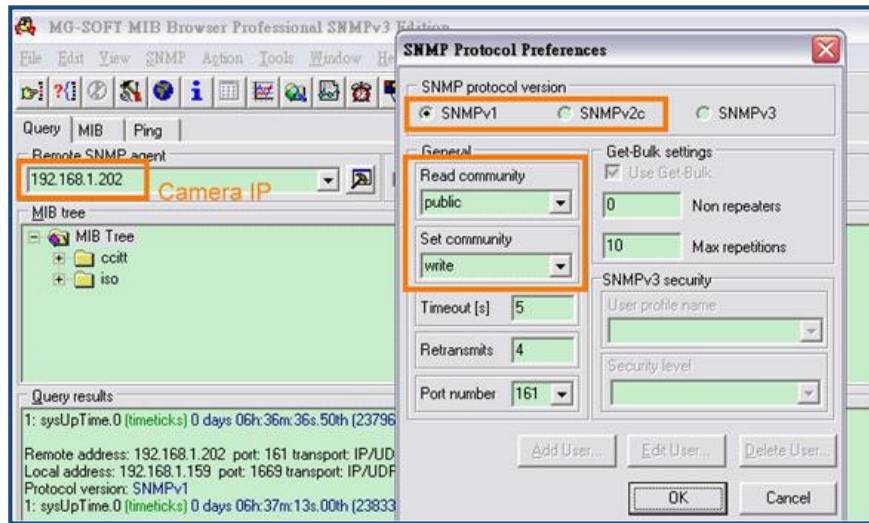 MG-SOFT MIB Browser Professional SNMPv3 Edition
File Edit View SNMP Action Tools Window
Query MIB Ping
Remote SNMP agent
192.168.1.202
Camera IP
MIB tree
MIB Tree
ccitt
iso
Query results
1: sysUpTime.0 (timeticks) 0 days 06h:36m:36s.50th (23796
Remote address: 192.168.1.202 port: 161 transport: IP/UD
Local address: 192.168.1.159 port: 1669 transport: IP/UDP
Protocol version: SNMPv1
1: sysUpTime.0 (timeticks) 0 days 06h:37m:13s.00th (23833
SNMP Protocol Preferences
SNMP protocol version
SNMPv1 SNMPv2c SNMPv3
General
Read community
public
Set community
write
Timeout [s] 5
Retransmits 4
Port number 161
Get-Bulk settings
Use Get-Bulk
0 Non repeaters
10 Max repetitions
SNMPv3 security
User profile name
Security level
Add User... Edit User... Delete User...
OK Cancel